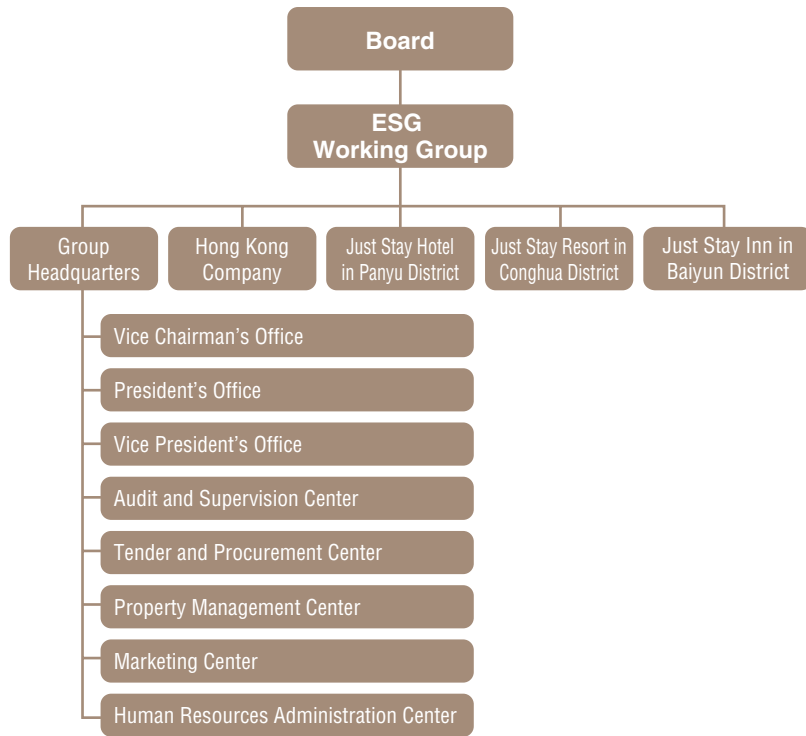 Board
ESG
Working Group
Group
Headquarters
Hong Kong
Company
Just Stay Hotel
in Panyu District
Just Stay Resort in
Conghua District
Just Stay Inn in
Baiyun District
Vice Chairman's Office
President's Office
Vice President's Office
Audit and Supervision Center
Tender and Procurement Center
Property Management Center
Marketing Center
Human Resources Administration Center